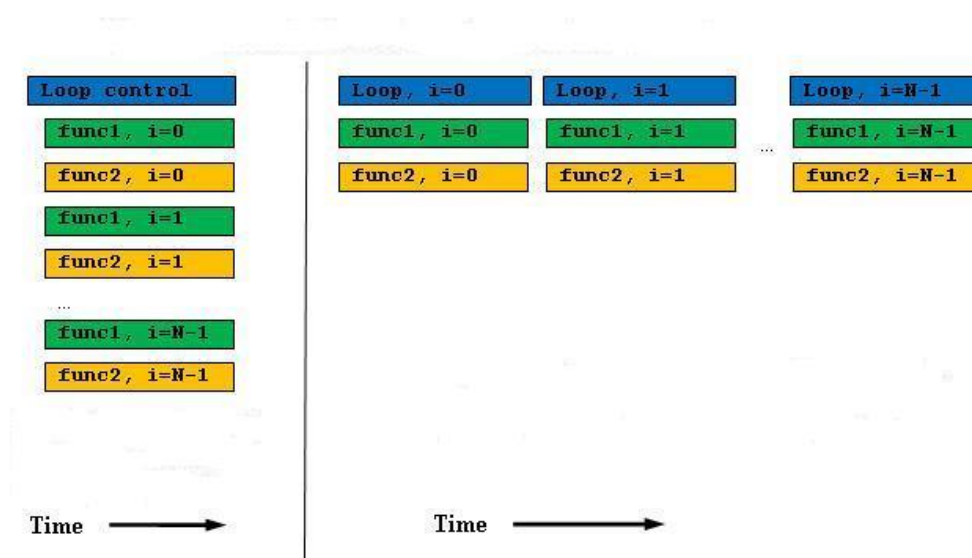 Loop control
func1, i=0
func2, i=0
func1, i=1
func2, i=1
...
func1, i=N-1
func2, i=N-1
Time
Loop, i=0 Loop, i=1 Loop, i=N-1
func1, i=0 func1, i=1 ... func1, i=N-1
func2, i=0 func2, i=1 func2, i=N-1
Time